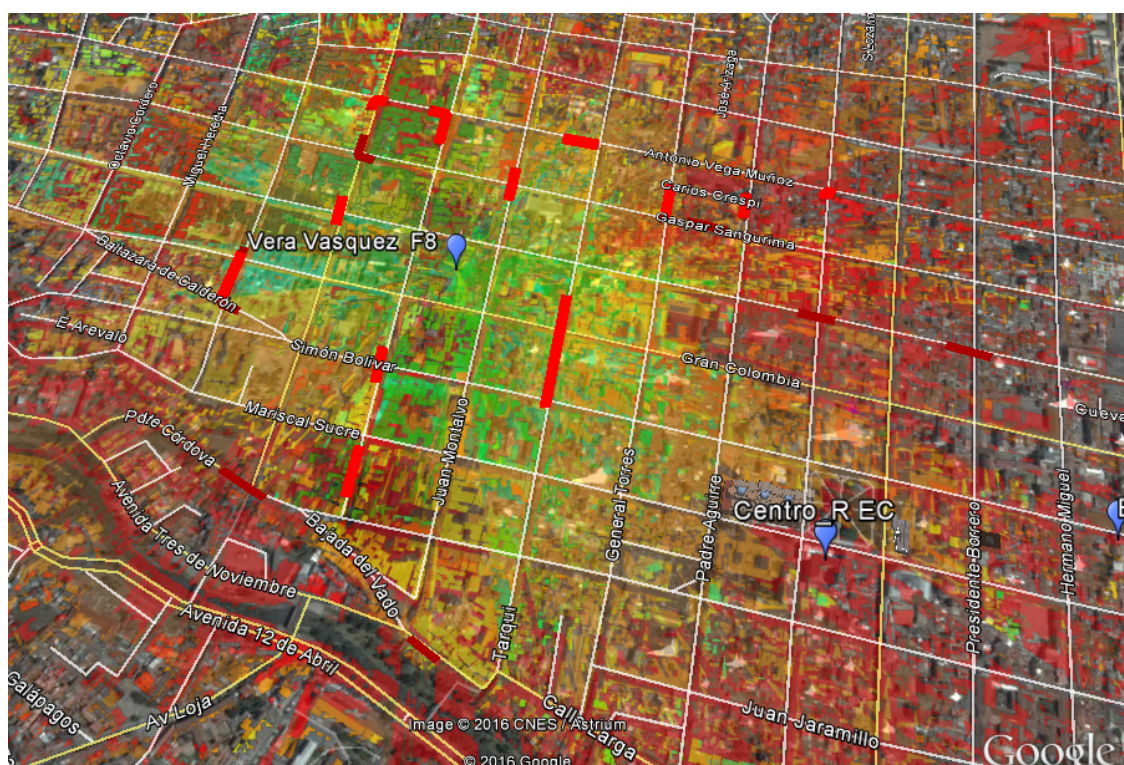 S Lozano
José Arizaga
Octavio Cordero
Miguel Heredia
Antonio Vega Muñoz
Carlos Crespi
Gaspar Sangurima
Vera Vasquez F8
Baltazara de Calderón
E Arevalo
Simón Bolívar
Gran Colombia
Mariscal Sucre
Cueva
Pdte Córdova
Juan Montalvo
General Torres
Padre Aguirre
Centro_R EC
Presidente Borrero
Hermano Miguel
Avenida Tres de Noviembre
Bajada del Vado
Avenida 12 de Abril
Tarqui
Galápagos
Av Loja
Calle Larga
Juan Jaramillo
Image © 2016 CNES / Astrium
© 2016 Google
Google